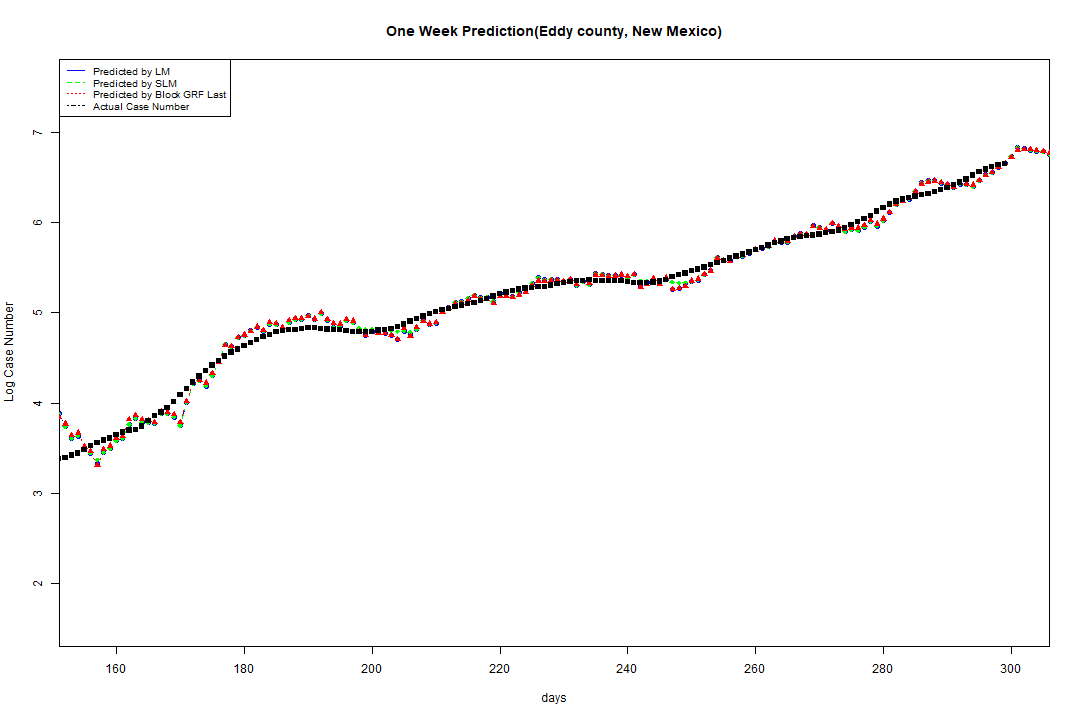 One Week Prediction(Eddy county, New Mexico)
Predicted by LM
Predicted by SLM
Predicted by Block GRF Last
Actual Case Number
7
6
5
4
3
2
Log Case Number
160 180 200 220 240 260 280 300
days